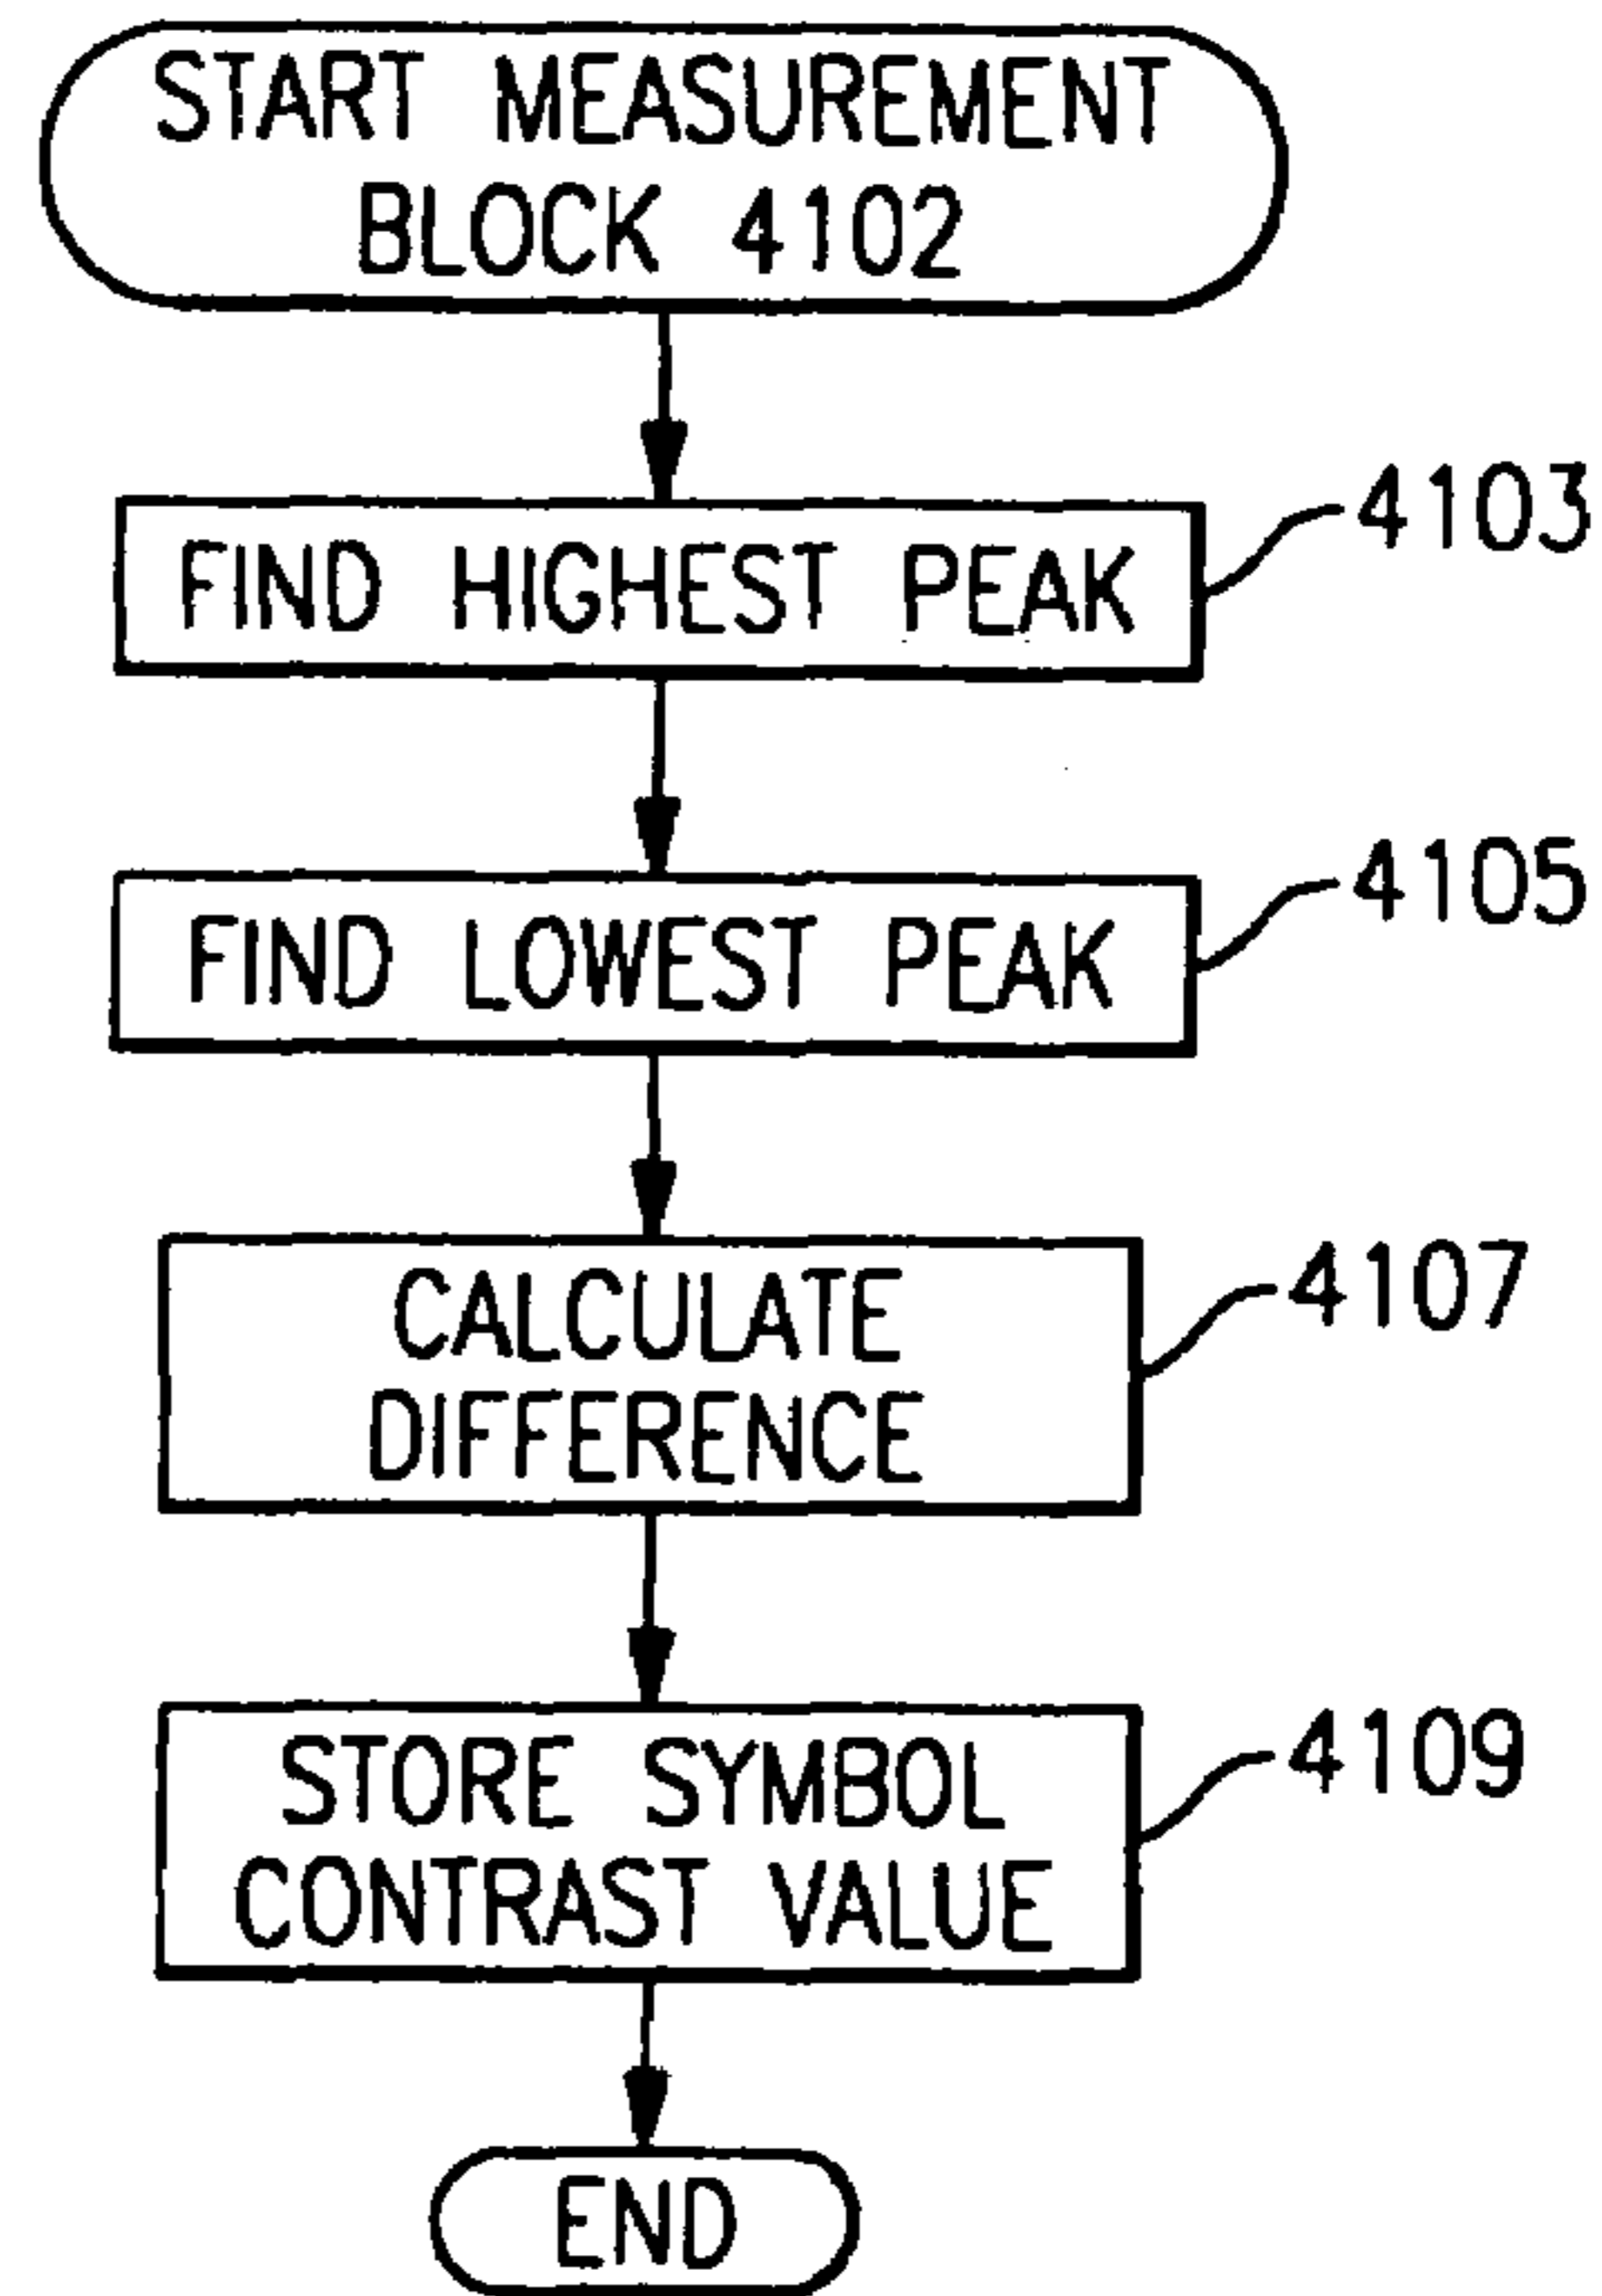 START MEASUREMENT
BLOCK 4102
FIND HIGHEST PEAK
4103
FIND LOWEST PEAK
4105
CALCULATE
DIFFERENCE
4107
STORE SYMBOL
CONTRAST VALUE
4109
END